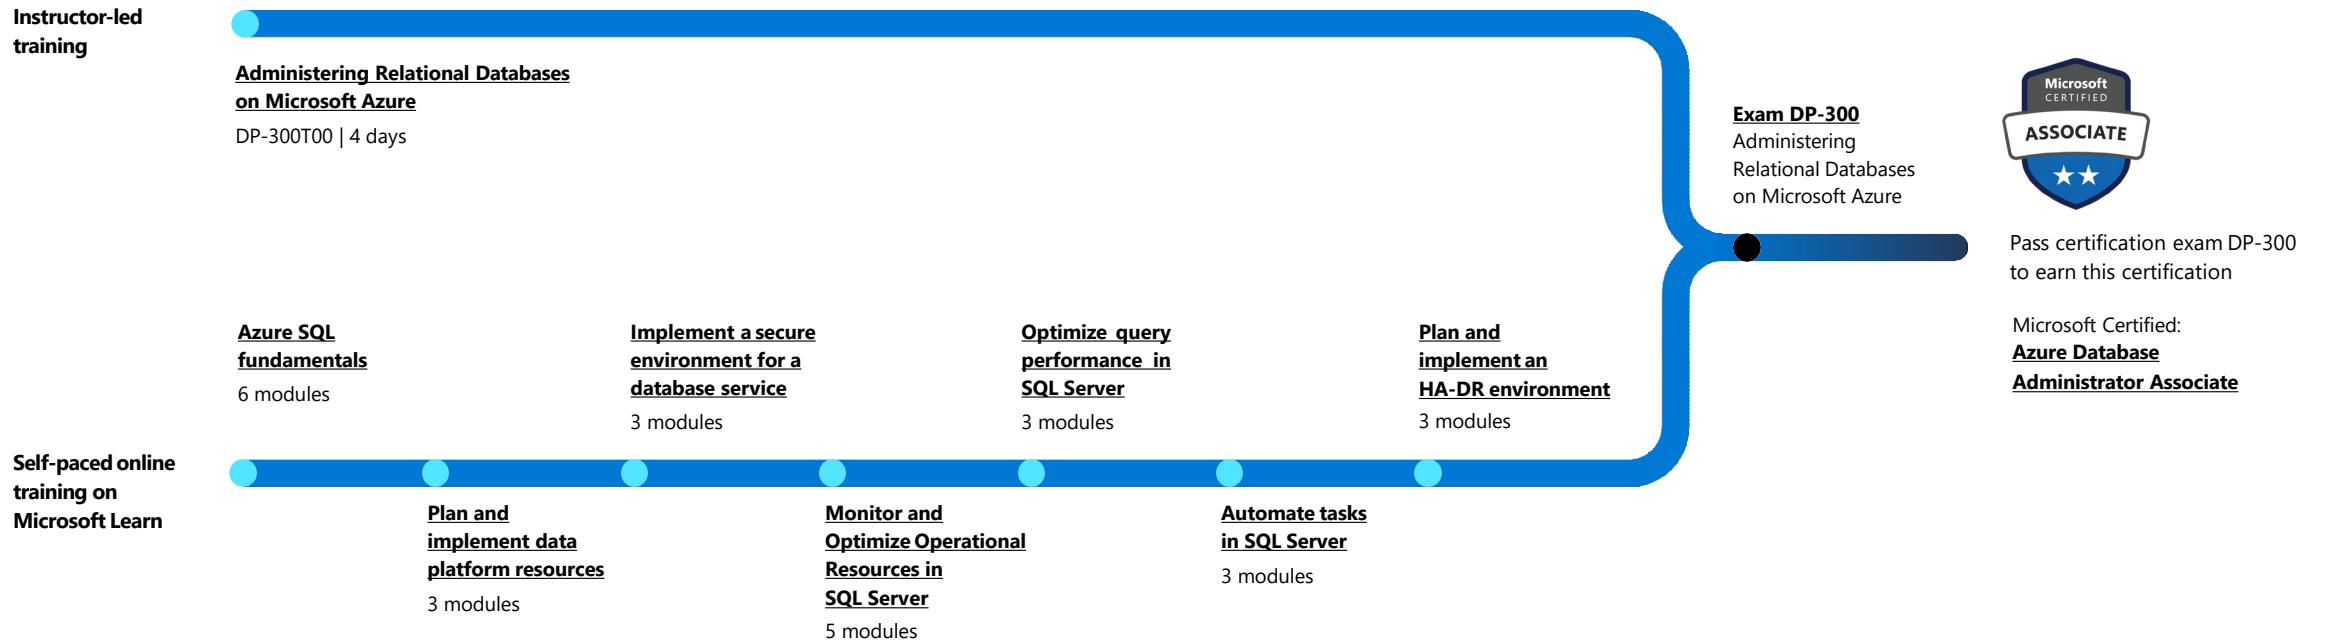 Instructor-led
training
Administering Relational Databases
on Microsoft Azure
DP-300T00 | 4 days
Exam DP-300
Administering
Relational Databases
on Microsoft Azure
Microsoft
CERTIFIED
ASSOCIATE
Pass certification exam DP-300
to earn this certification
Microsoft Certified:
Azure Database
Administrator Associate
Self-paced online
training on
Microsoft Learn
Azure SQL
fundamentals
6 modules
Plan and
implement data
platform resources
3 modules
Implement a secure
environment for a
database service
3 modules
Monitor and
Optimize Operational
Resources in
SQL Server
5 modules
Optimize query
performance in
SQL Server
3 modules
Automate tasks
in SQL Server
3 modules
Plan and
implement an
HA-DR environment
3 modules